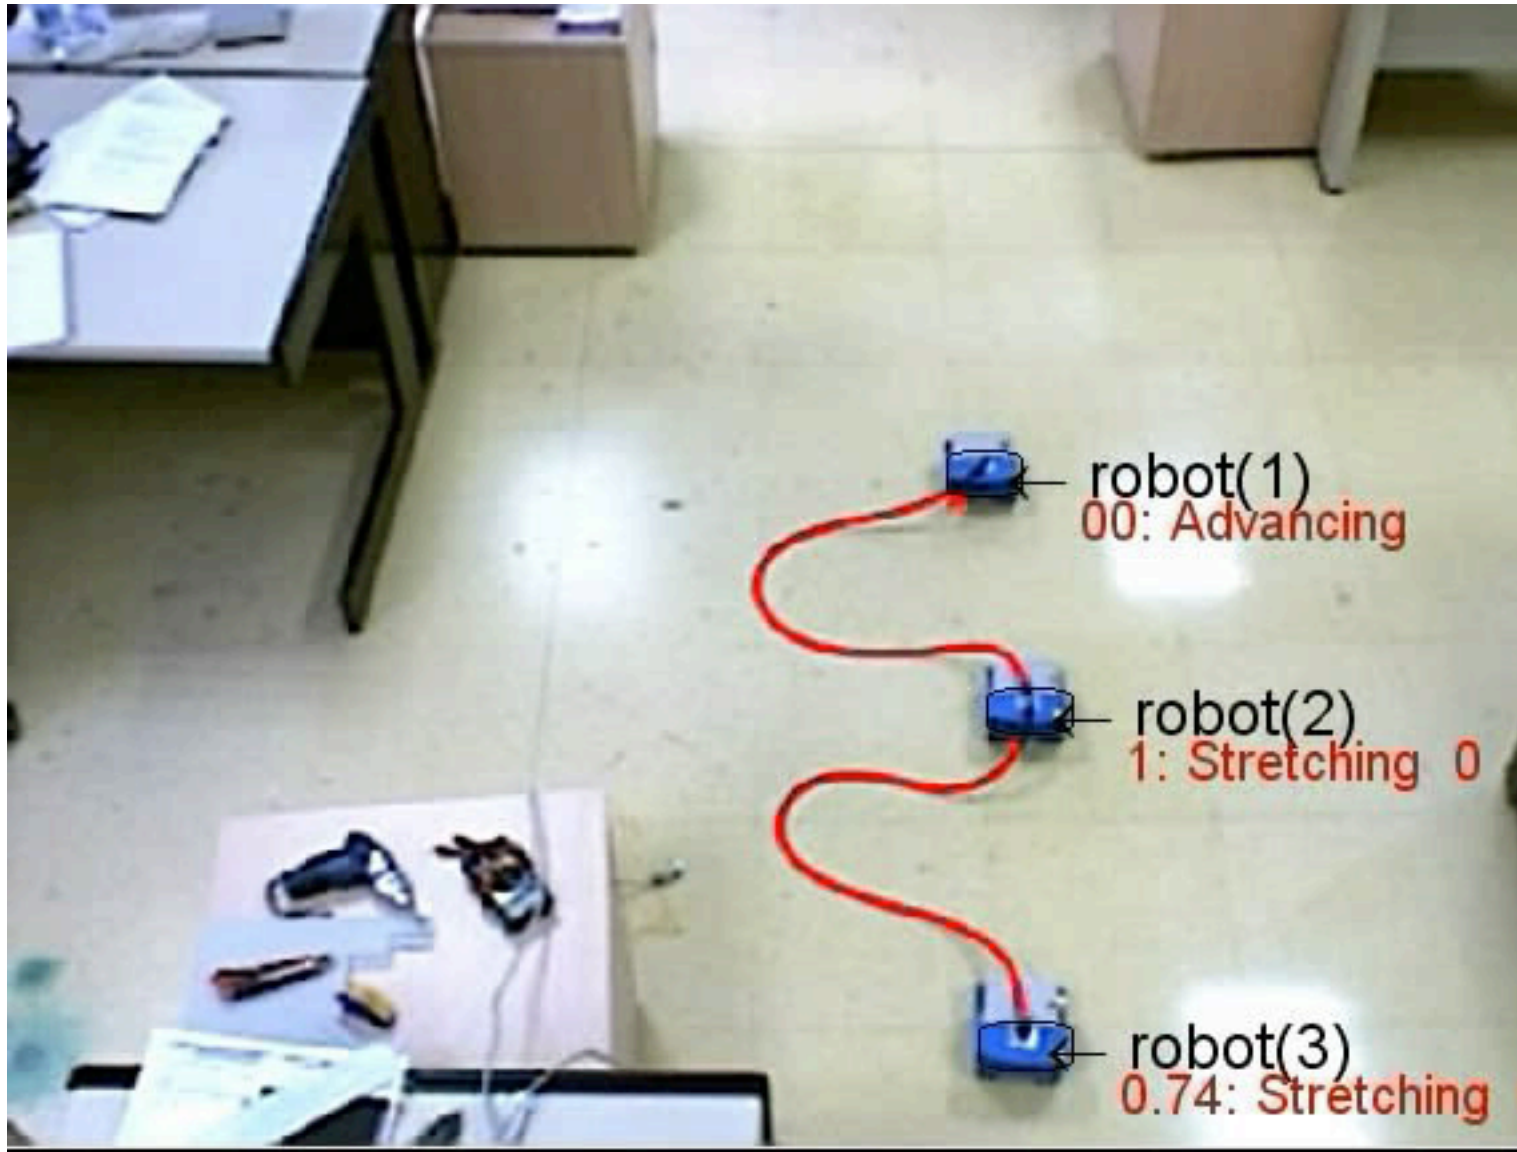 robot(1)
00: Advancing
robot(2)
1: Stretching 0
robot(3)
0.74: Stretching